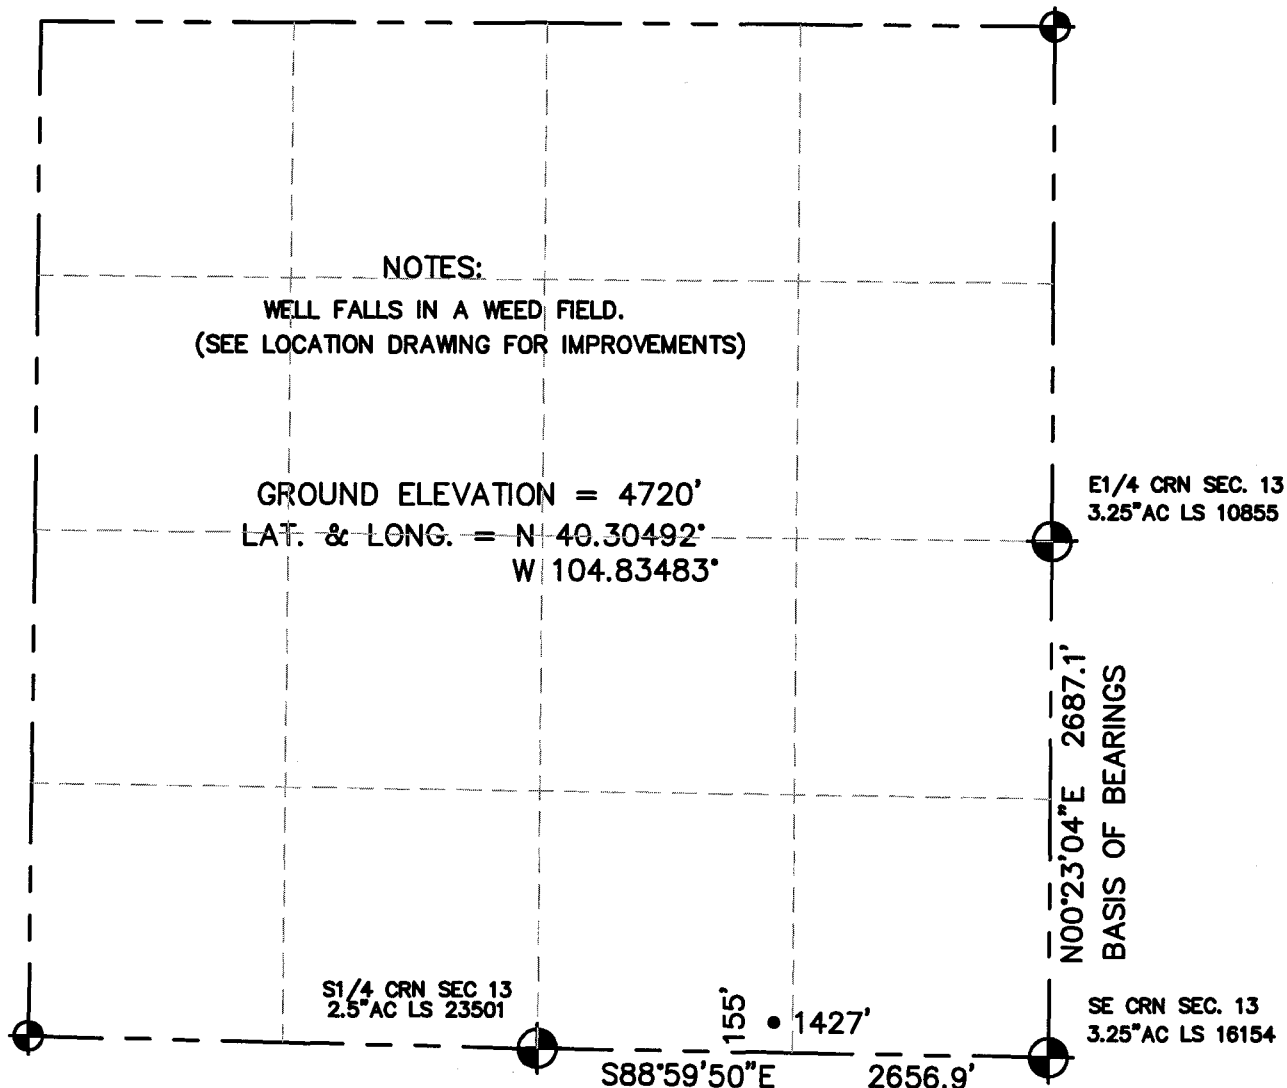 NOTES:
WELL FALLS IN A WEED FIELD.
(SEE LOCATION DRAWING FOR IMPROVEMENTS)
GROUND ELEVATION = 4720'
LAT. & LONG. = N 40.30492°
W 104.83483°
E1/4 CRN SEC. 13
3.25"AC LS 10855
N00°23'04"E 2687.1'
BASIS OF BEARINGS
S1/4 CRN SEC 13
2.5"AC LS 23501
155'
1427'
SE CRN SEC. 13
3.25"AC LS 16154
S88°59'50"E 2656.9'